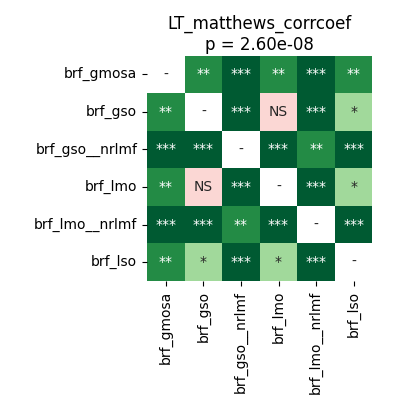 LT_matthews_corrcoef
p = 2.60e-08
brf_gmosa - ** *** ** *** **
brf_gso ** - *** NS *** *
brf_gso__nrlmf *** *** - *** ** ***
brf_lmo ** NS *** - *** *
brf_lmo__nrlmf *** *** ** *** - ***
brf_lso ** * *** * *** -
brf_gmosa
brf_gso
brf_gso__nrlmf
brf_lmo
brf_lmo__nrlmf
brf_lso